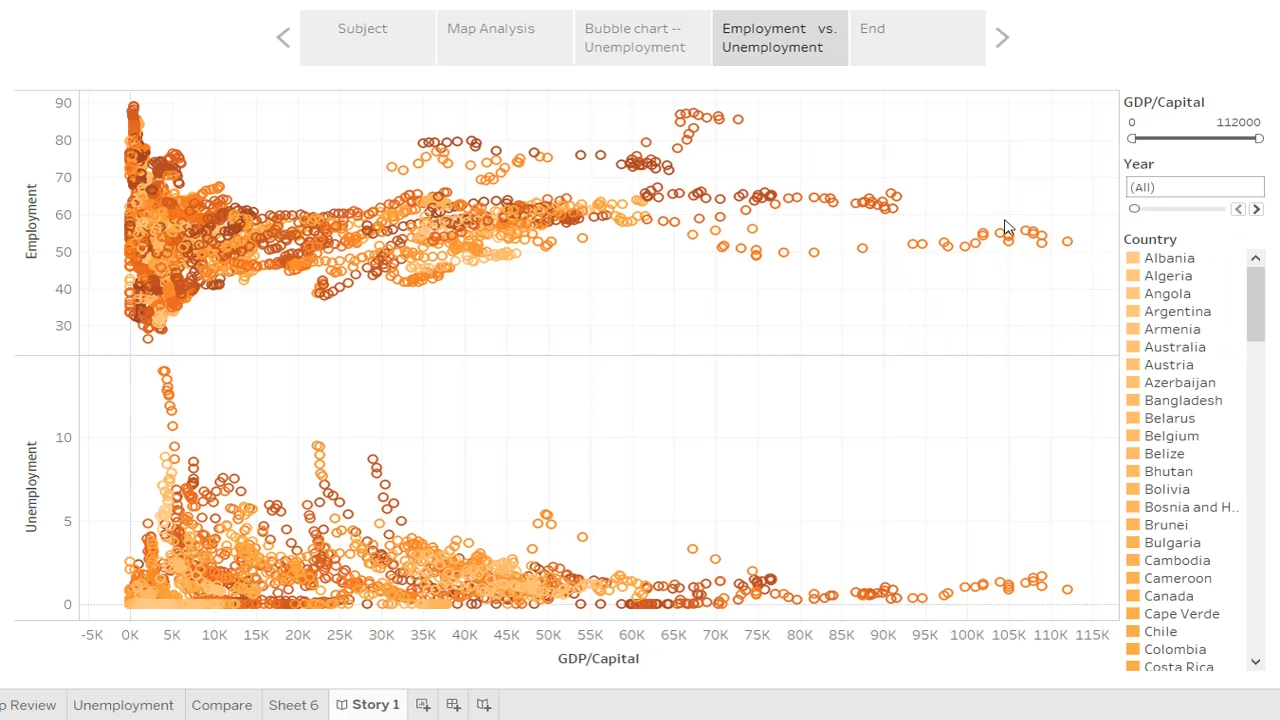 Subject
Map Analysis
Bubble chart --
Unemployment
Employment vs.
Unemployment
End
Employment
90
80
70
60
50
40
30
Unemployment
10
5
0
-5K 0K 5K 10K 15K 20K 25K 30K 35K 40K 45K 50K 55K 60K 65K 70K 75K 80K 85K 90K 95K 100K 105K 110K 115K
GDP/Capital
GDP/Capital
0 112000
Year
(All)
Country
Albania
Algeria
Angola
Argentina
Armenia
Australia
Austria
Azerbaijan
Bangladesh
Belarus
Belgium
Belize
Bhutan
Bolivia
Bosnia and H..
Brunei
Bulgaria
Cambodia
Cameroon
Canada
Cape Verde
Chile
Colombia
Costa Rica
p Review Unemployment Compare Sheet 6 Story 1